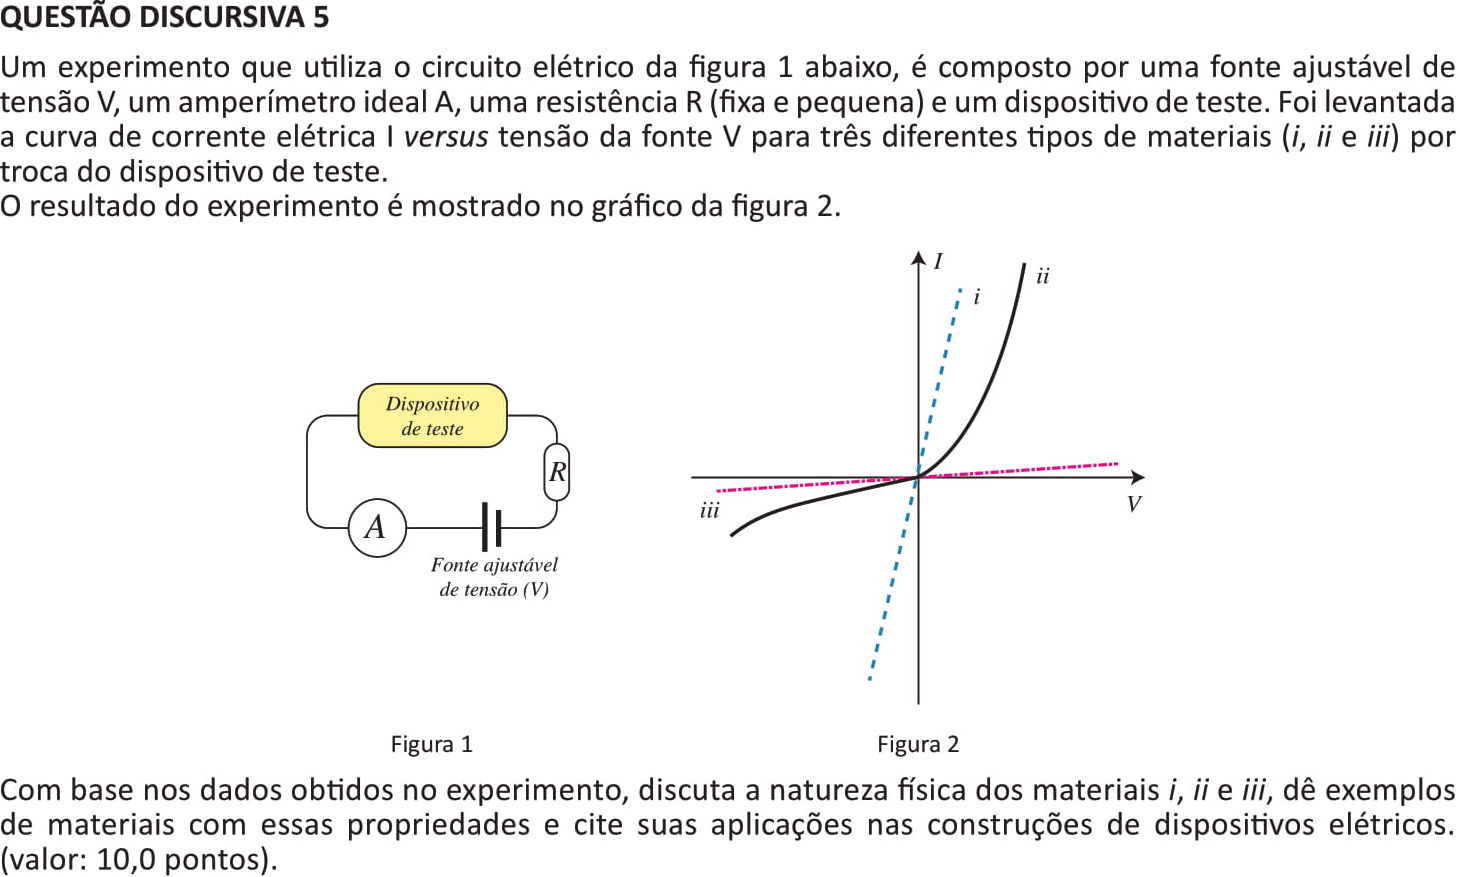 QUESTÃO DISCURSIVA 5
Um experimento que utiliza o circuito elétrico da figura 1 abaixo, é composto por uma fonte ajustável de
tensão V, um amperímetro ideal A, uma resistência R (fixa e pequena) e um dispositivo de teste. Foi levantada
a curva de corrente elétrica I versus tensão da fonte V para três diferentes tipos de materiais (i, ii e iii) por
troca do dispositivo de teste.
O resultado do experimento é mostrado no gráfico da figura 2.
Dispositivo
de teste
R
A
Fonte ajustável
de tensão (V)
I
ii
i
iii
V
Figura 1
Figura 2
Com base nos dados obtidos no experimento, discuta a natureza física dos materiais i, ii e iii, dê exemplos
de materiais com essas propriedades e cite suas aplicações nas construções de dispositivos elétricos.
(valor: 10,0 pontos).